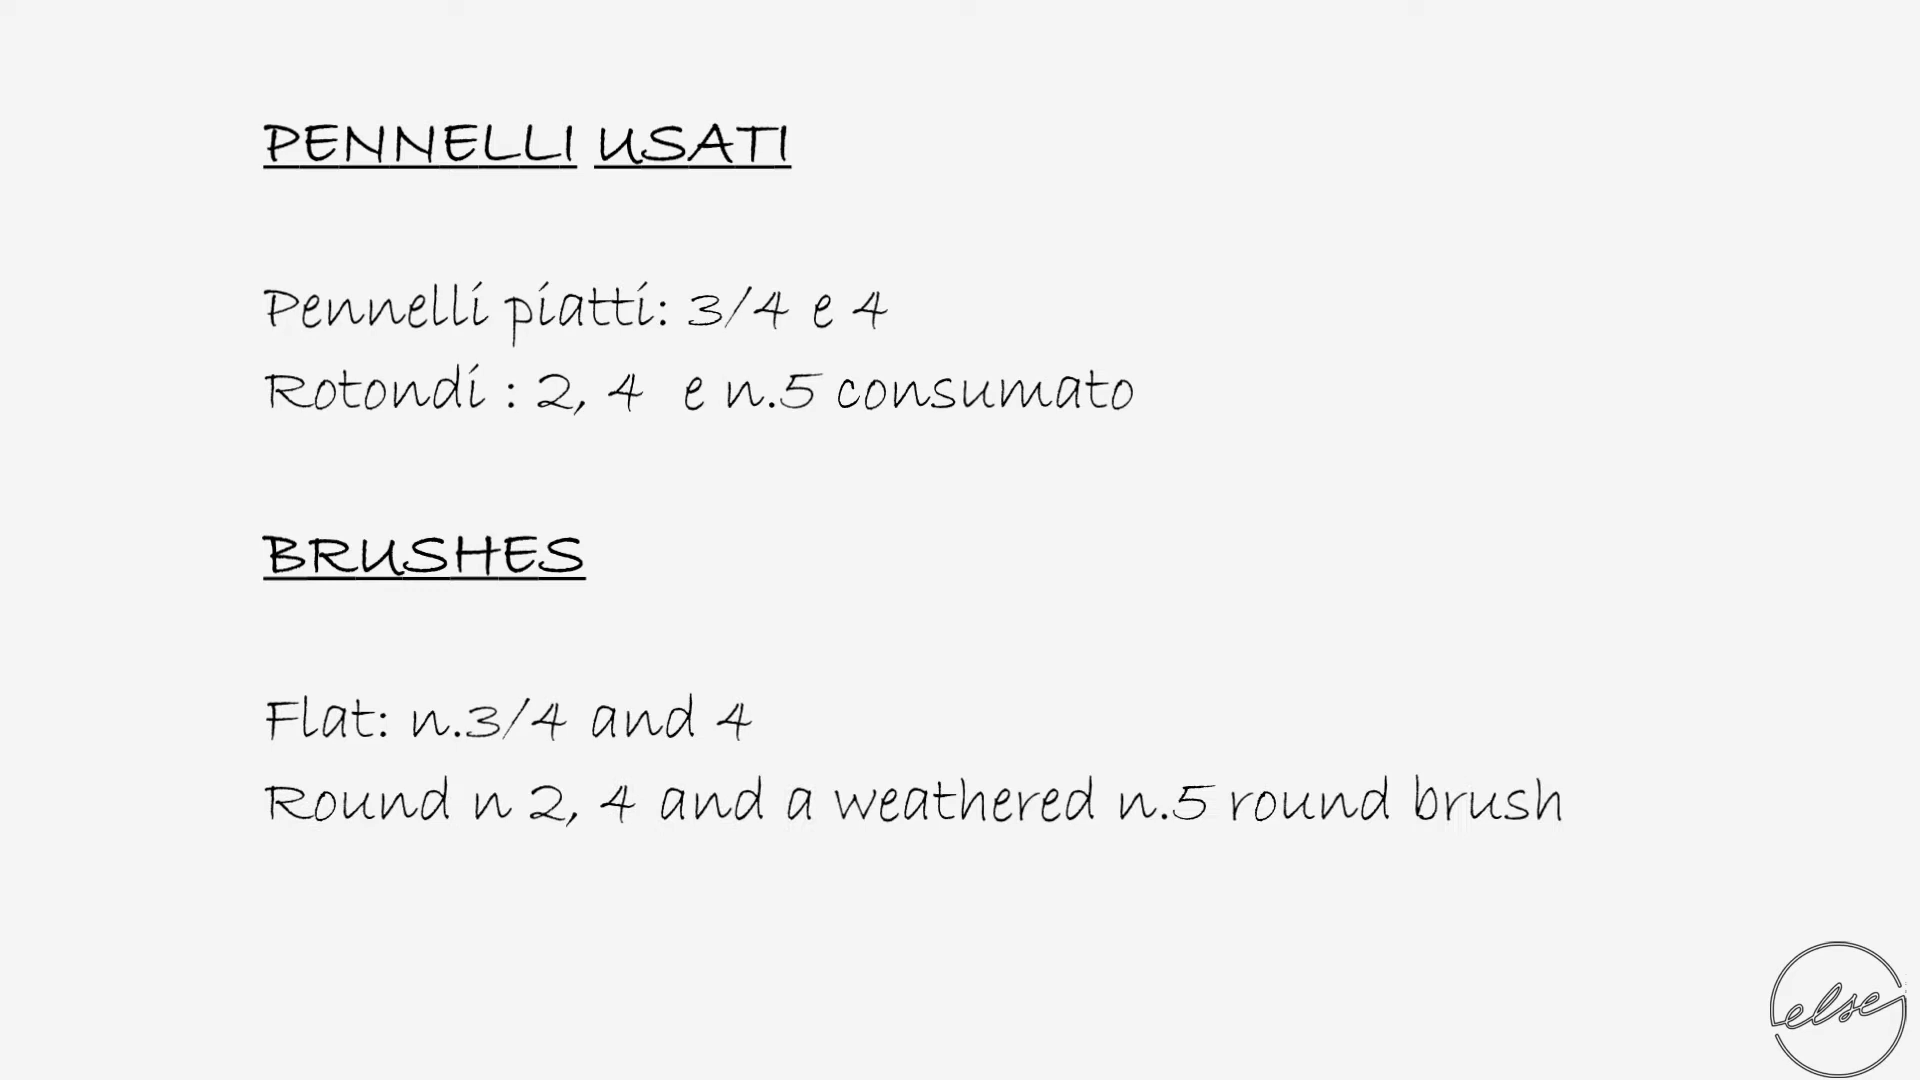 PENNELLI USATI
Pennelli piatti: 3/4 e 4
Rotondi : 2, 4 e n.5 consumato
BRUSHES
Flat: n.3/4 and 4
Round n 2, 4 and a weathered n.5 round brush
else